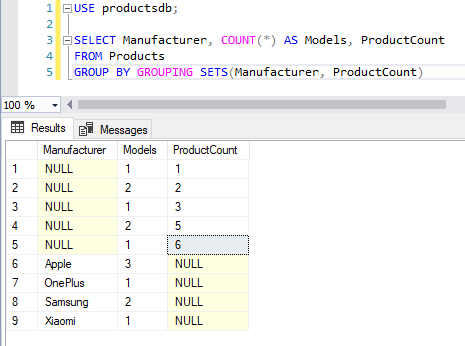 1 USE productsdb;
2
3 SELECT Manufacturer, COUNT(*) AS Models, ProductCount
4 FROM Products
5 GROUP BY GROUPING SETS(Manufacturer, ProductCount)
100 %
Results Messages
Manufacturer Models ProductCount
1 NULL 1 1
2 NULL 2 2
3 NULL 1 3
4 NULL 2 5
5 NULL 1 6
6 Apple 3 NULL
7 OnePlus 1 NULL
8 Samsung 2 NULL
9 Xiaomi 1 NULL